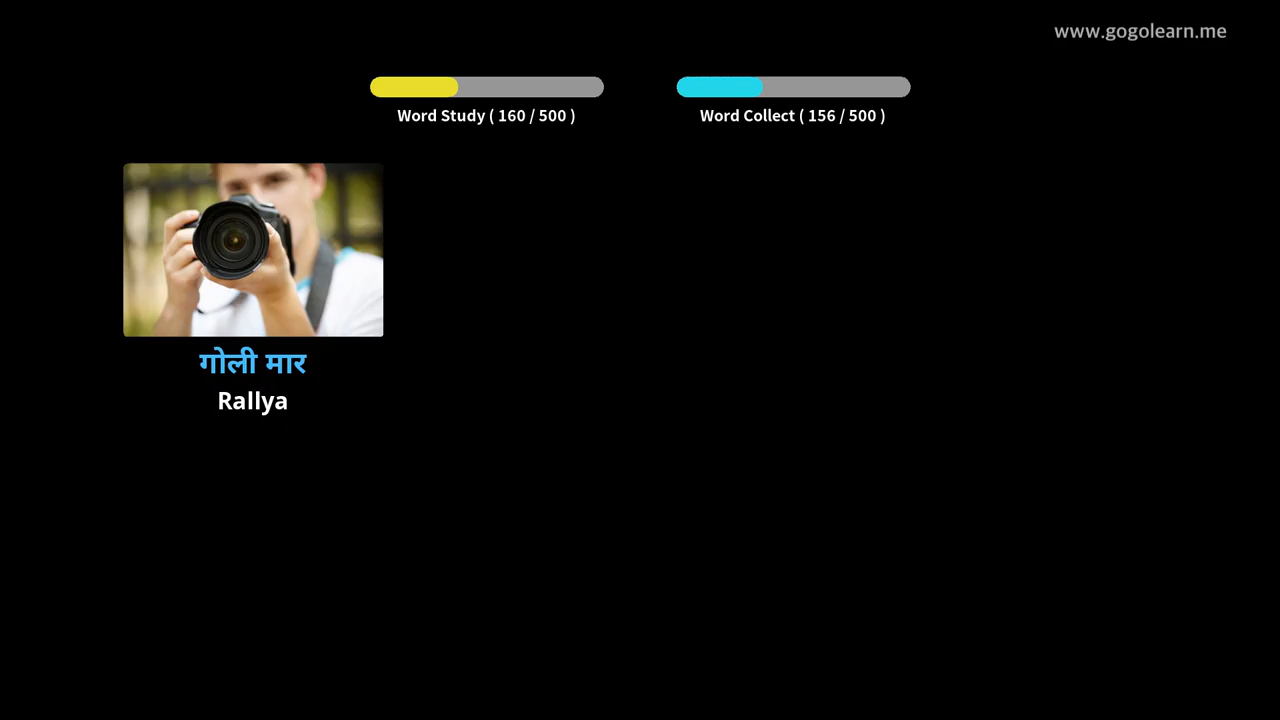 www.gogolearn.me
Word Study ( 160 / 500 )
Word Collect ( 156 / 500 )
गोली मार
Rallya